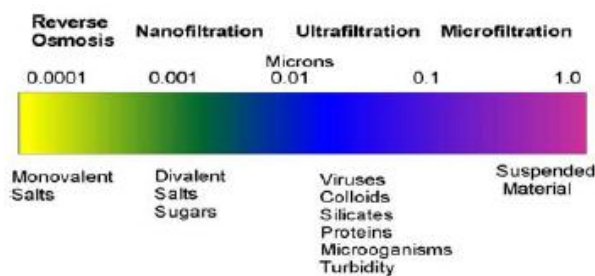 Reverse Osmosis Nanofiltration Ultrafiltration Microfiltration
Microns
0.0001 0.001 0.01 0.1 1.0
Monovalent Salts
Divalent Salts Sugars
Viruses
Colloids
Silicates
Proteins
Microoganisms
Turbidity
Suspended Material